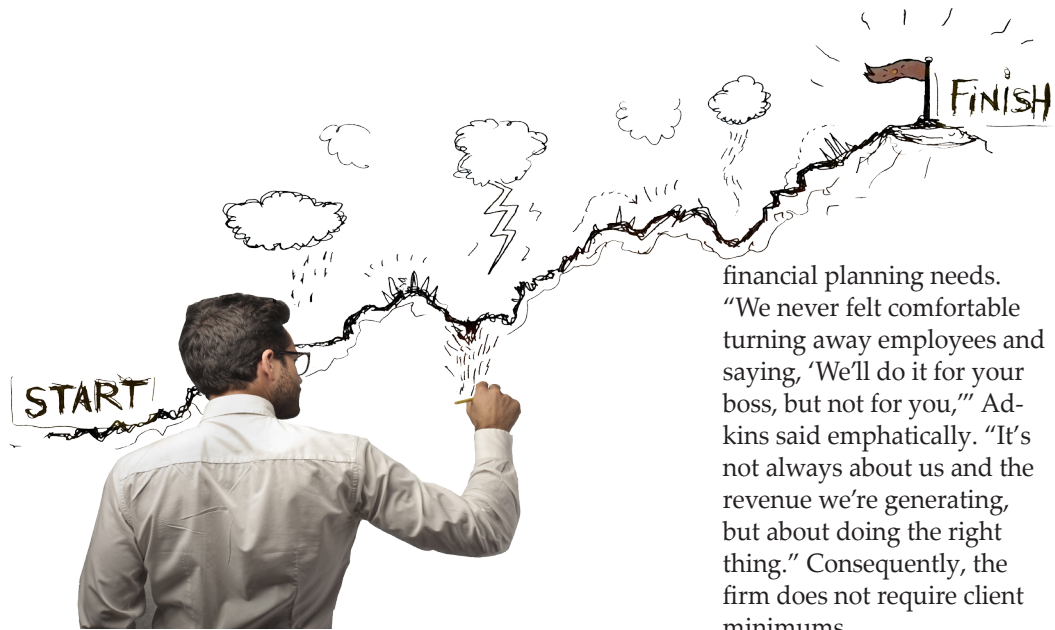 FINISH
START
financial planning needs.
“We never felt comfortable
turning away employees and
saying, ‘We’ll do it for your
boss, but not for you,’” Ad-
kins said emphatically. “It’s
not always about us and the
revenue we’re generating,
but about doing the right
thing.” Consequently, the
firm does not require client
minimums.